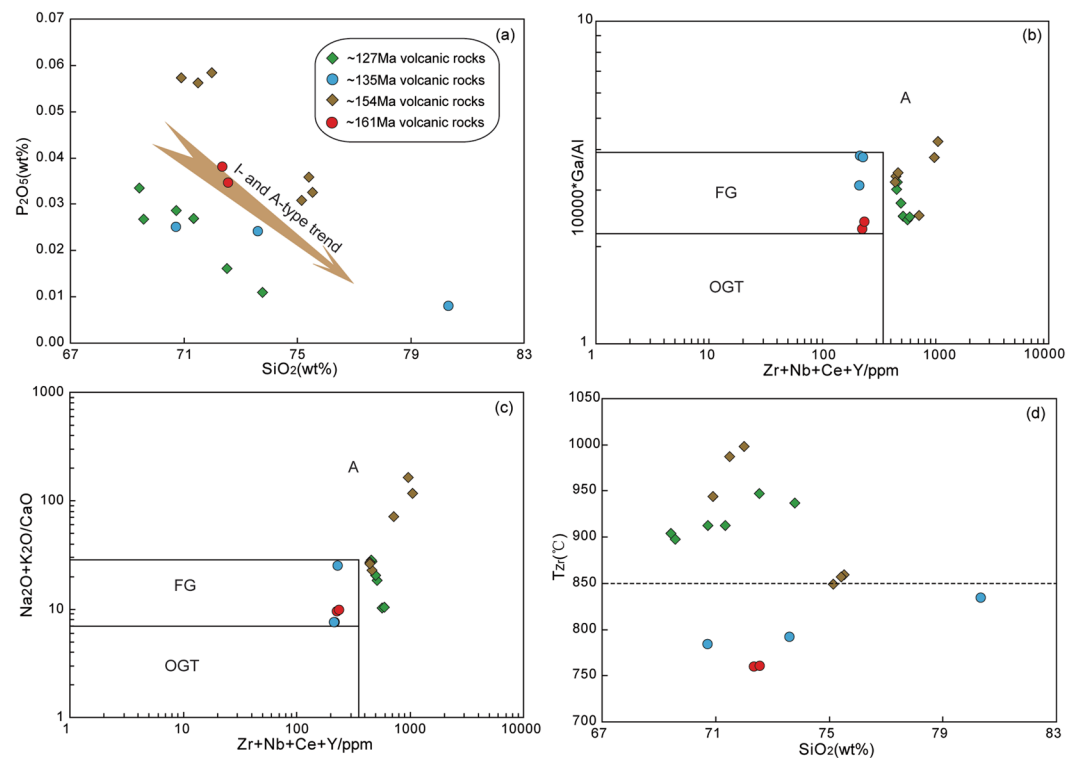 (a)
0.07
0.06
0.05
0.04
0.03
0.02
0.01
0.00
P2O5(wt%)
~127Ma volcanic rocks
~135Ma volcanic rocks
~154Ma volcanic rocks
~161Ma volcanic rocks
I- and A-type trend
67 71 75 79 83
SiO2(wt%)
(b)
10
1
10000*Ga/Al
A
FG
OGT
1 10 100 1000 10000
Zr+Nb+Ce+Y/ppm
(c)
1000
100
10
1
Na2O+K2O/CaO
A
FG
OGT
1 10 100 1000 10000
Zr+Nb+Ce+Y/ppm
(d)
1050
1000
950
900
850
800
750
700
TZr(℃)
67 71 75 79 83
SiO2(wt%)